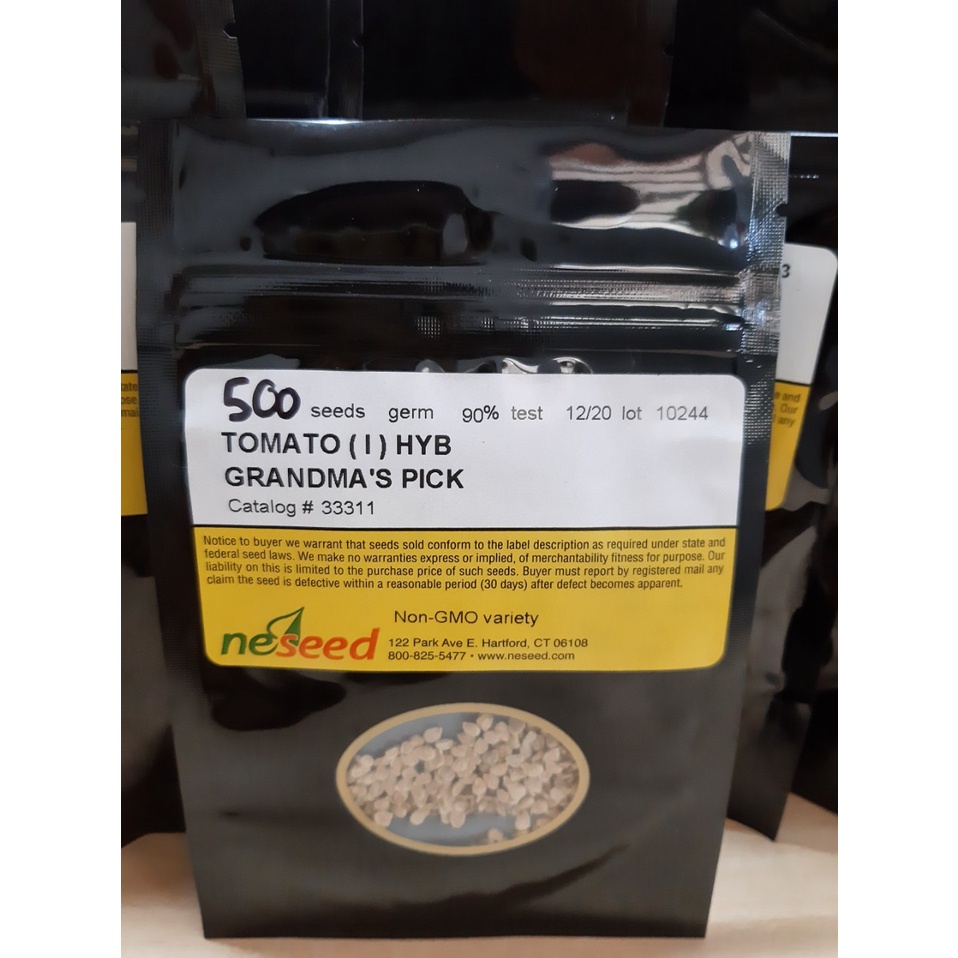 500 seeds germ 90% test 12/20 lot 10244
TOMATO ( I ) HYB
GRANDMA'S PICK
Catalog # 33311
Notice to buyer we warrant that seeds sold conform to the label description as required under state and
federal seed laws. We make no warranties express or implied, of merchantability fitness for purpose. Our
liability on this is limited to the purchase price of such seeds. Buyer must report by registered mail any
claim the seed is defective within a reasonable period (30 days) after defect becomes apparent.
Non-GMO variety
neseed
122 Park Ave E. Hartford, CT 06108
800-825-5477 • www.neseed.com
3
and
Our
any